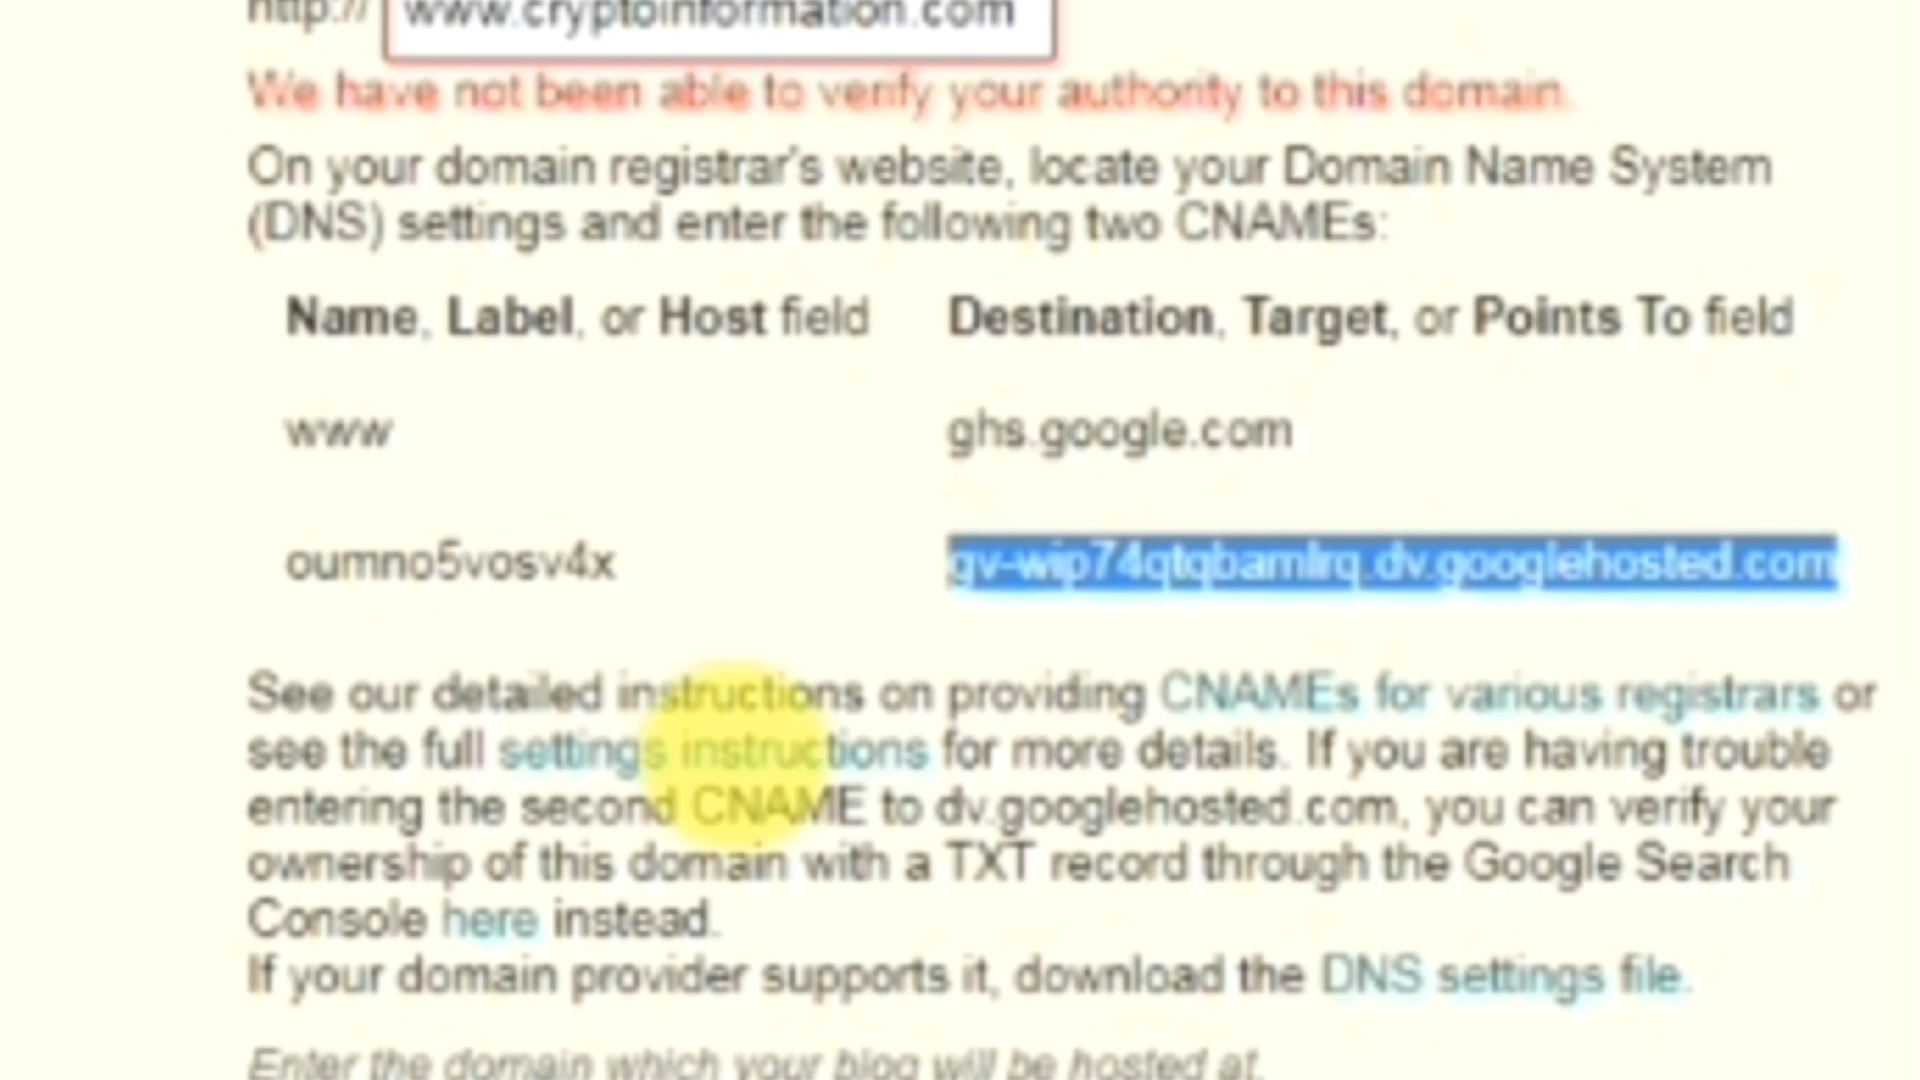 http:// www.cryptoinformation.com
We have not been able to verify your authority to this domain.
On your domain registrar's website, locate your Domain Name System
(DNS) settings and enter the following two CNAMEs:
Name, Label, or Host field Destination, Target, or Points To field
www ghs.google.com
oumno5vosv4x gv-wip74qtqbamlrq.dv.googlehosted.com
See our detailed instructions on providing CNAMEs for various registrars or
see the full settings instructions for more details. If you are having trouble
entering the second CNAME to dv.googlehosted.com, you can verify your
ownership of this domain with a TXT record through the Google Search
Console here instead.
If your domain provider supports it, download the DNS settings file.
Enter the domain which your blog will be hosted at.